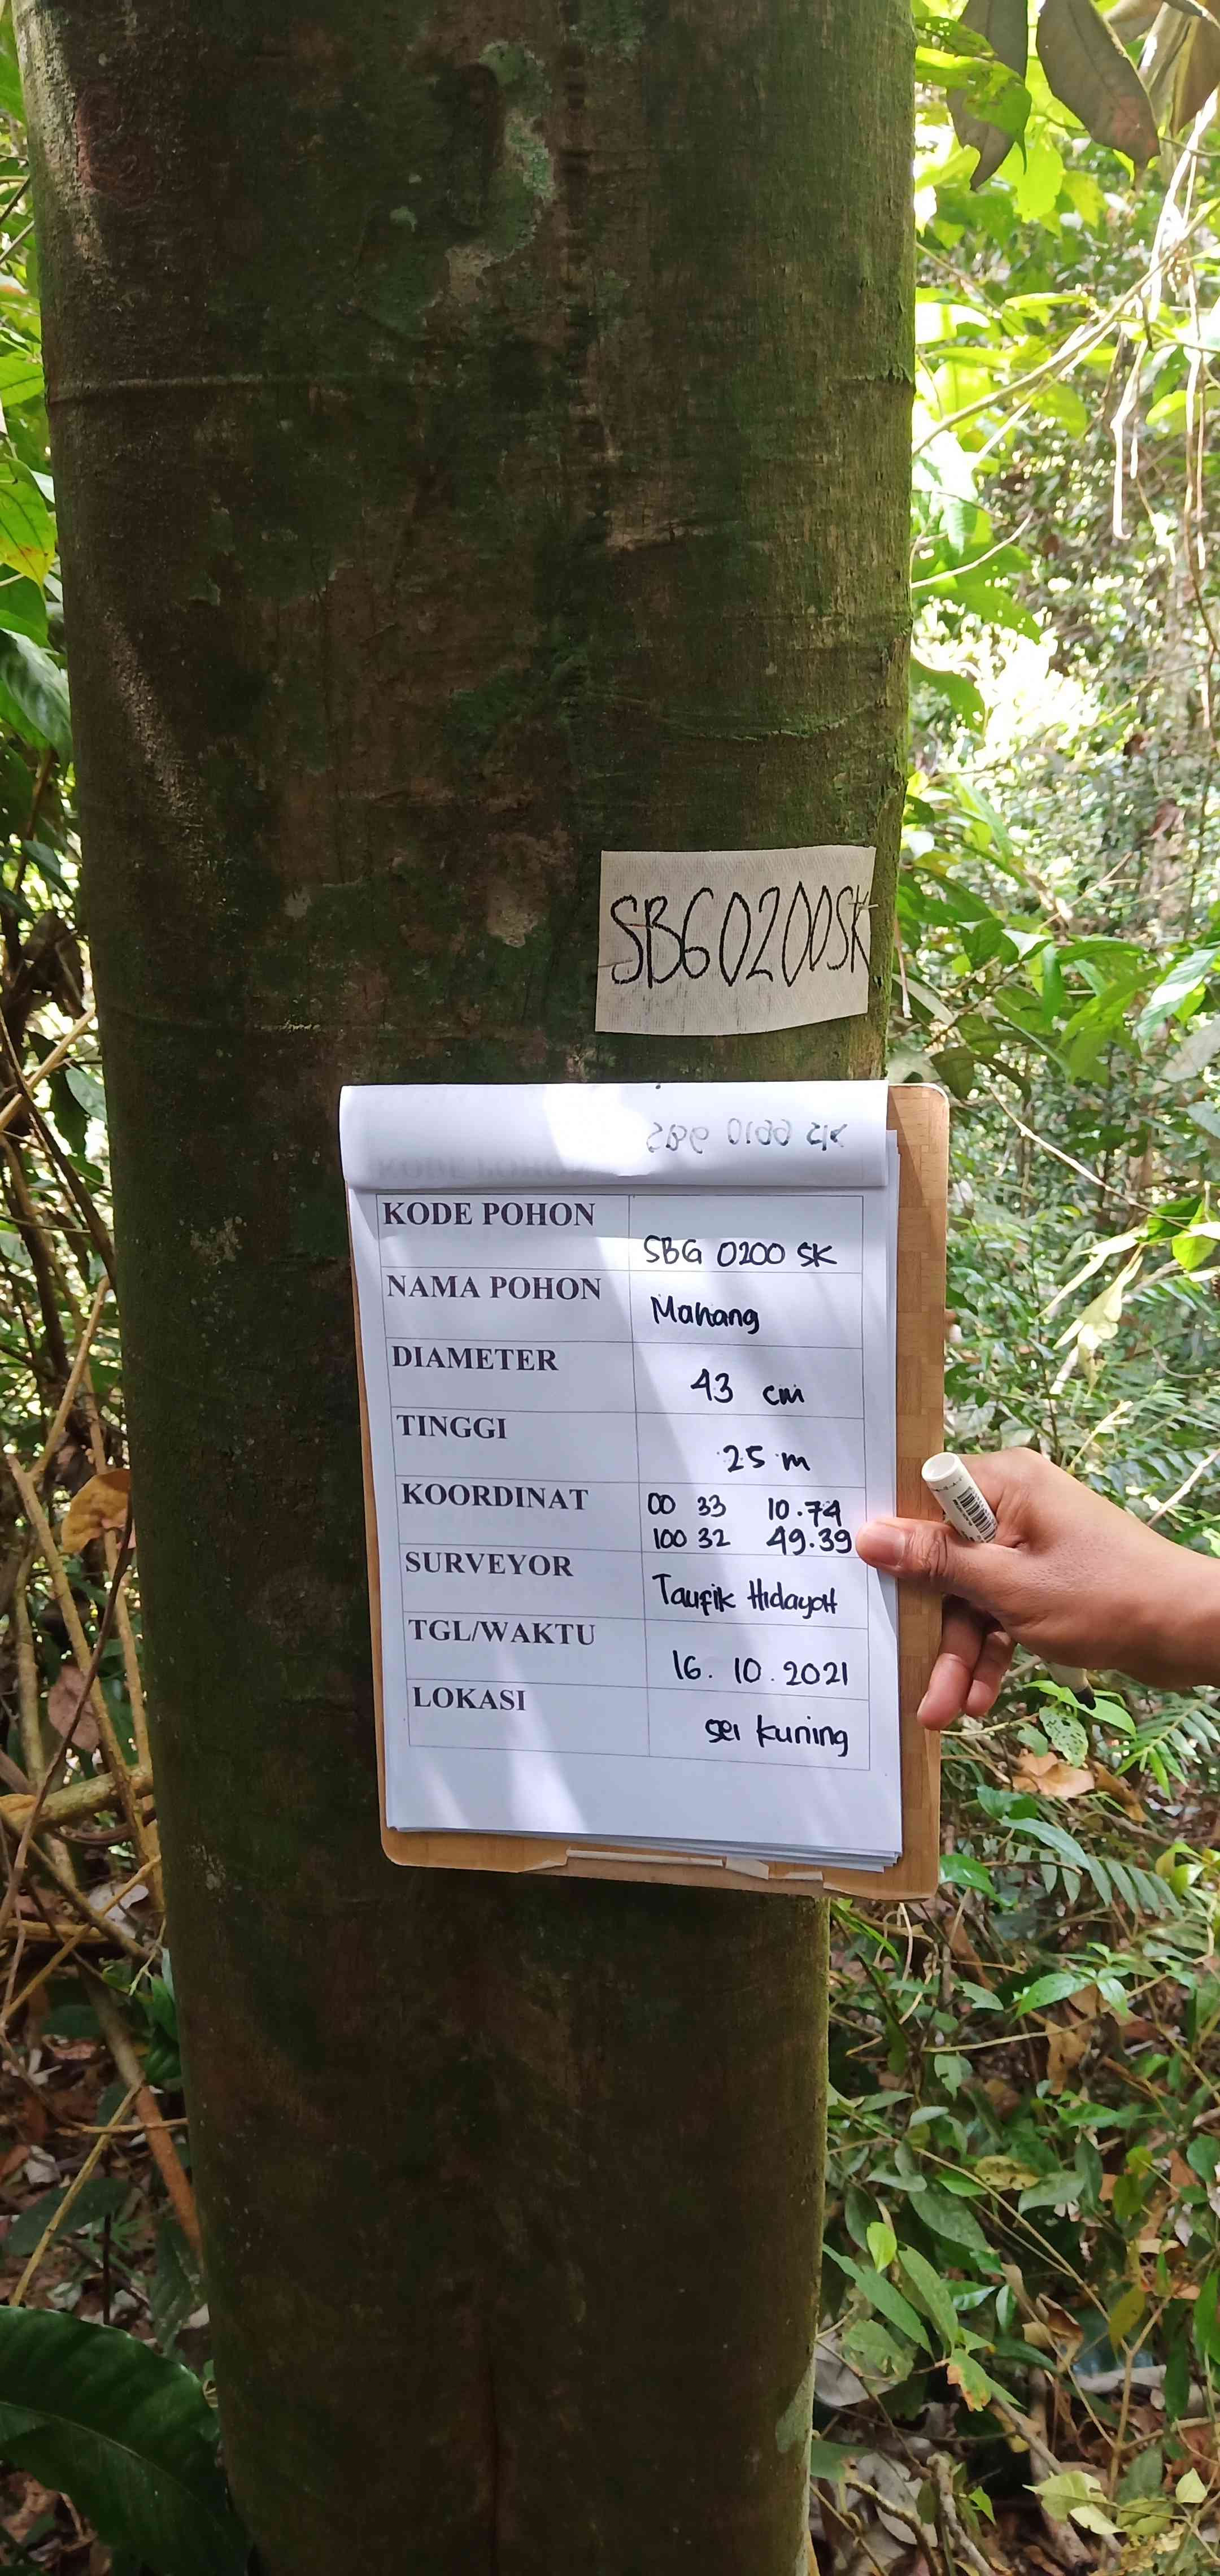 SBG0200SK
KODE POHON
SBG 0200 SK
NAMA POHON
Mahang
DIAMETER
43 cm
TINGGI
25 m
KOORDINAT
00 33 10.74
100 32 49.39
SURVEYOR
Taufik Hidayat
TGL/WAKTU
16. 10. 2021
LOKASI
sei kuning